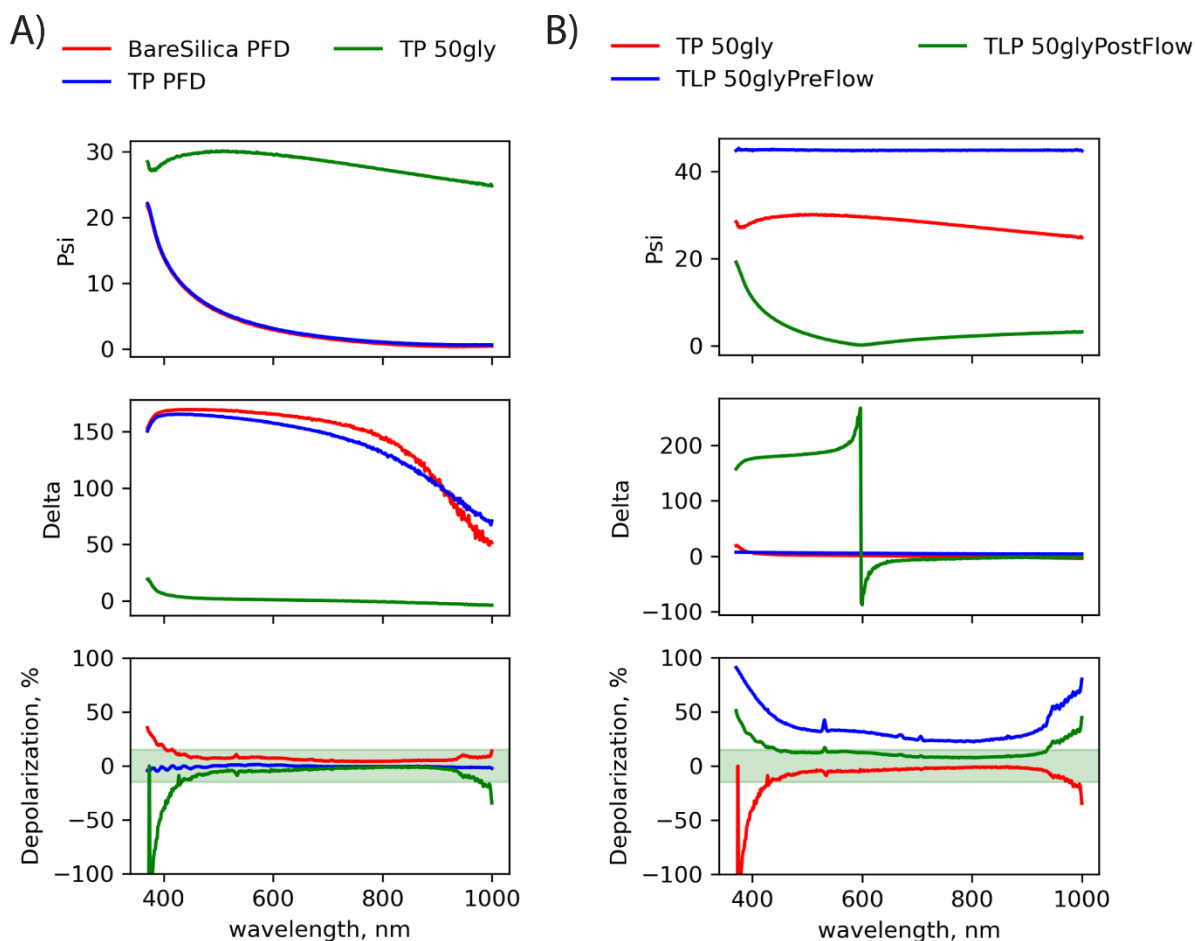 A)
BareSilica PFD
TP 50gly
TP PFD
B)
TP 50gly
TLP 50glyPostFlow
TLP 50glyPreFlow
30
20
10
0
Psi
40
20
0
Psi
150
100
50
0
Delta
200
100
0
−100
Delta
100
50
0
−50
−100
Depolarization, %
400 600 800 1000
wavelength, nm
100
50
0
−50
−100
Depolarization, %
400 600 800 1000
wavelength, nm